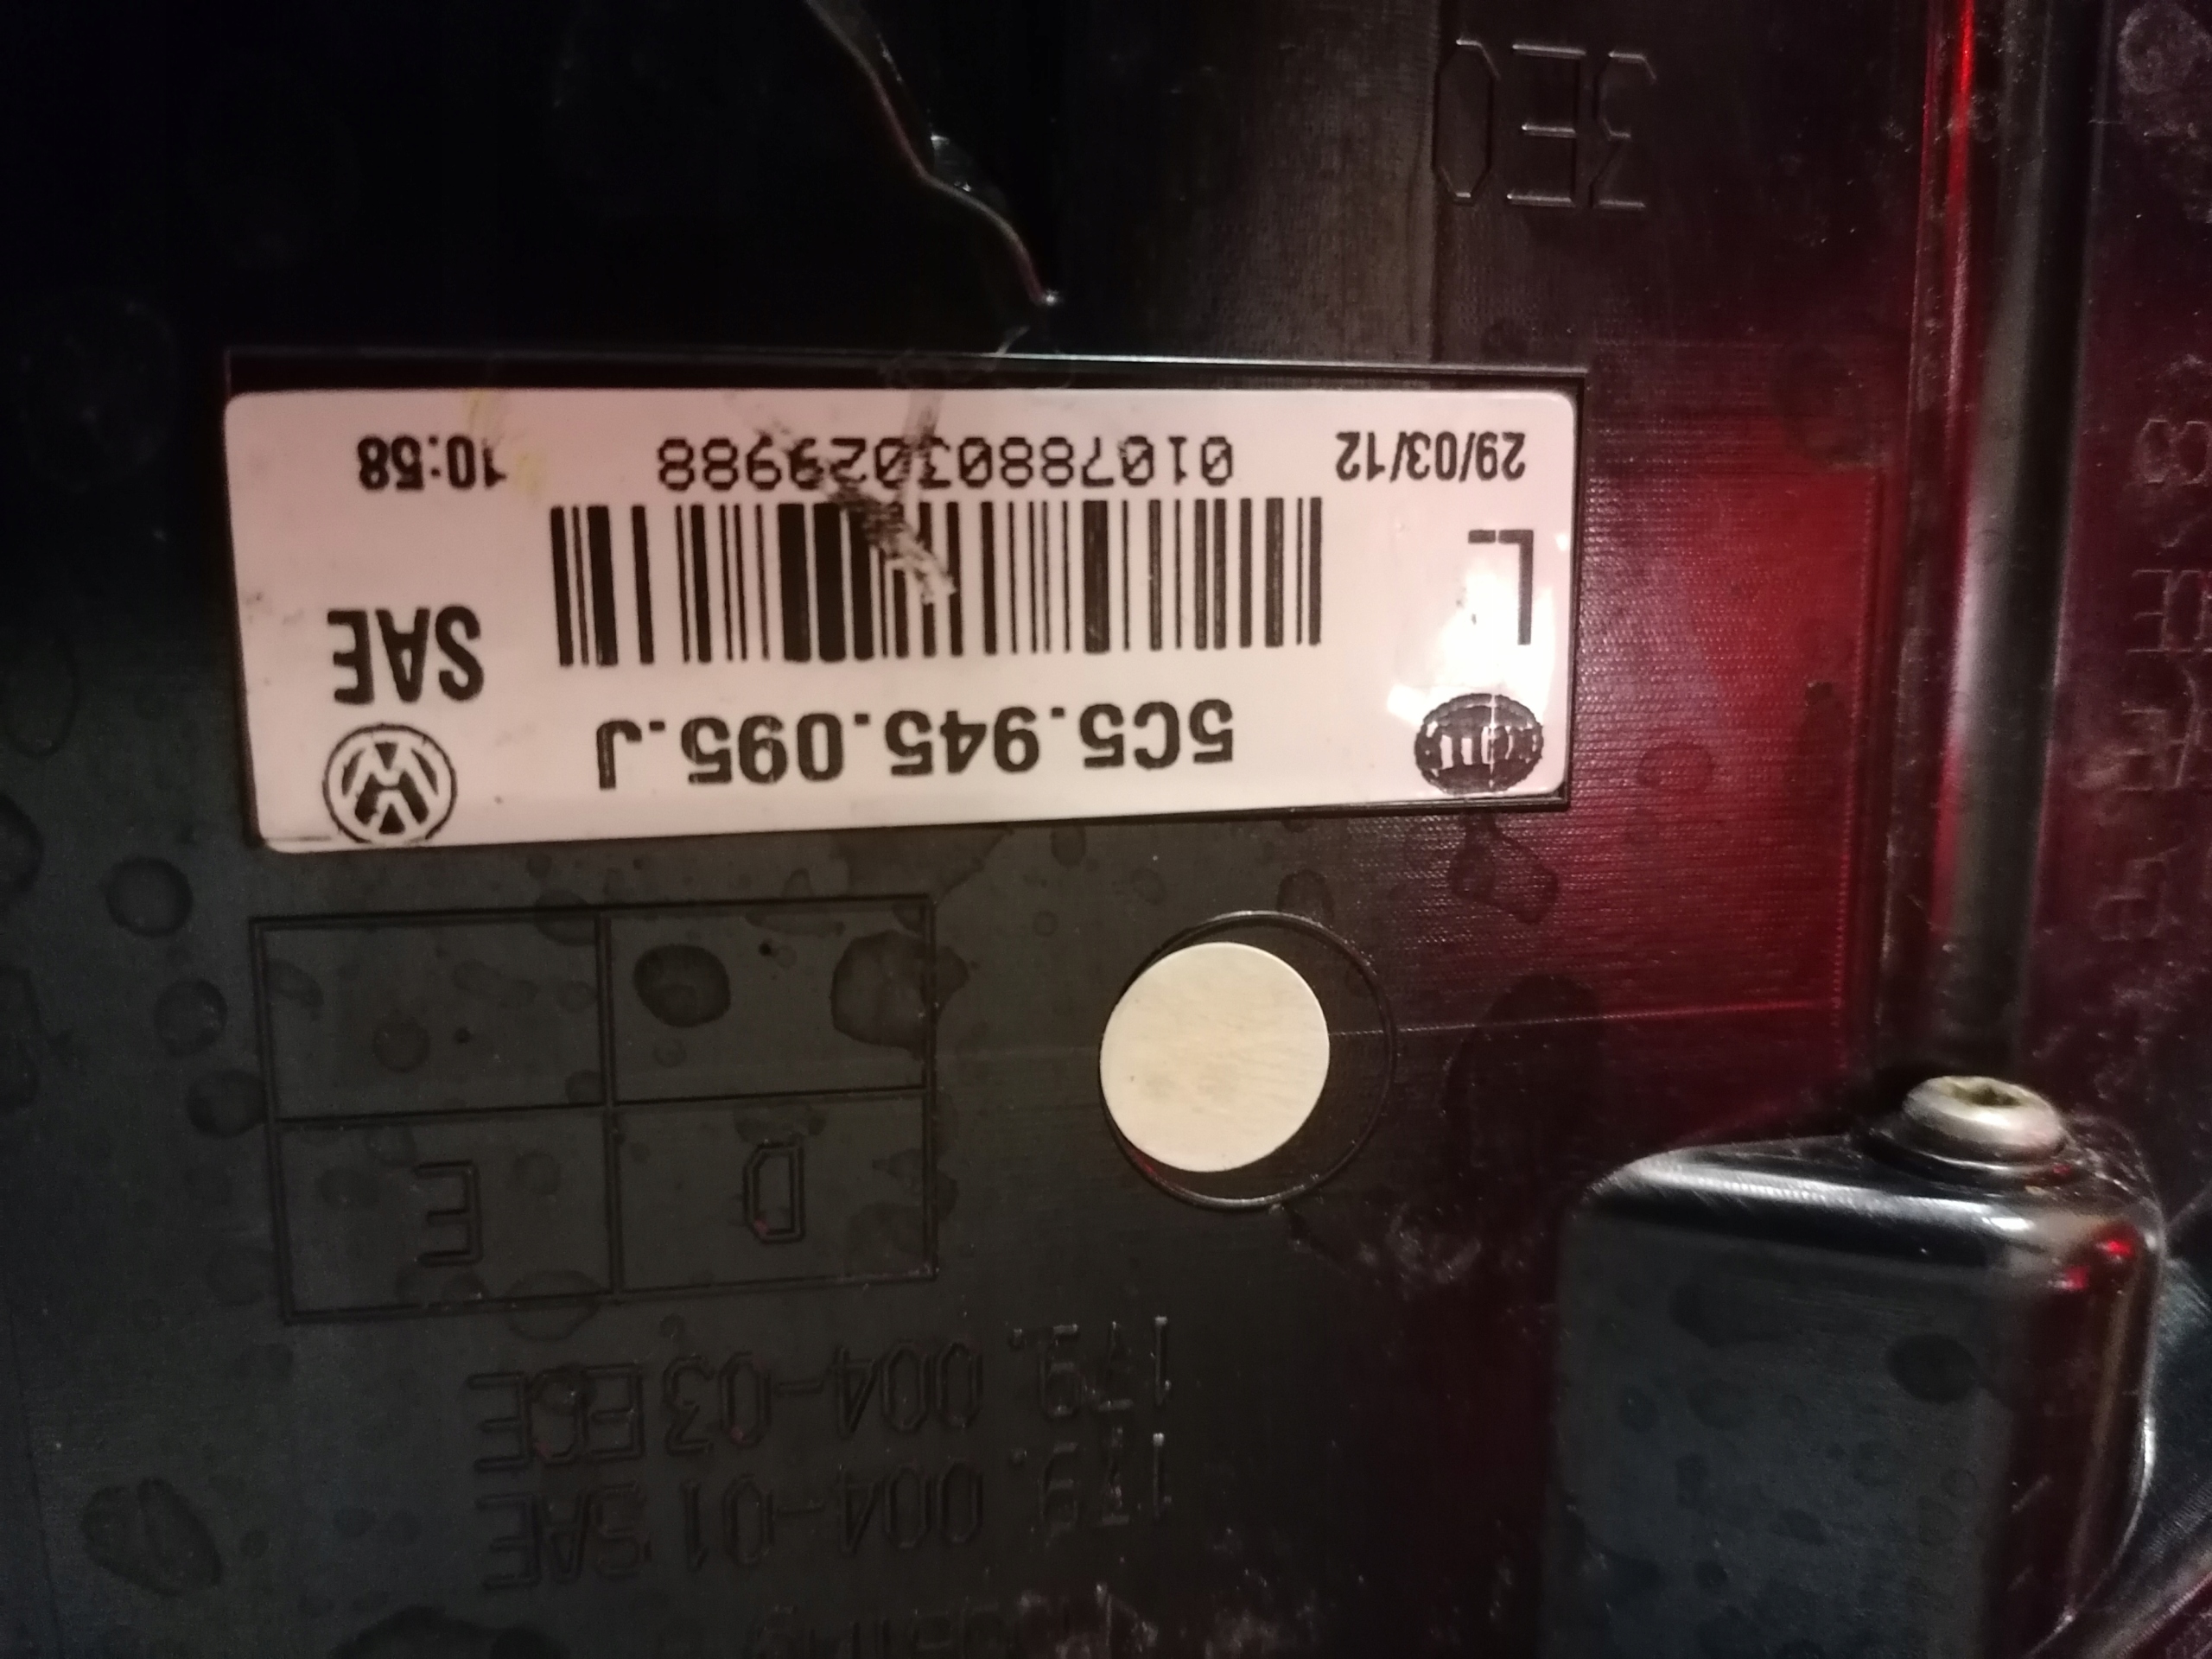 179. 004-01 SAE
179. 004-03 ECE
D E
5C5.945.095.J
L SAE
29/03/12 01078803029988 10:58
3E0